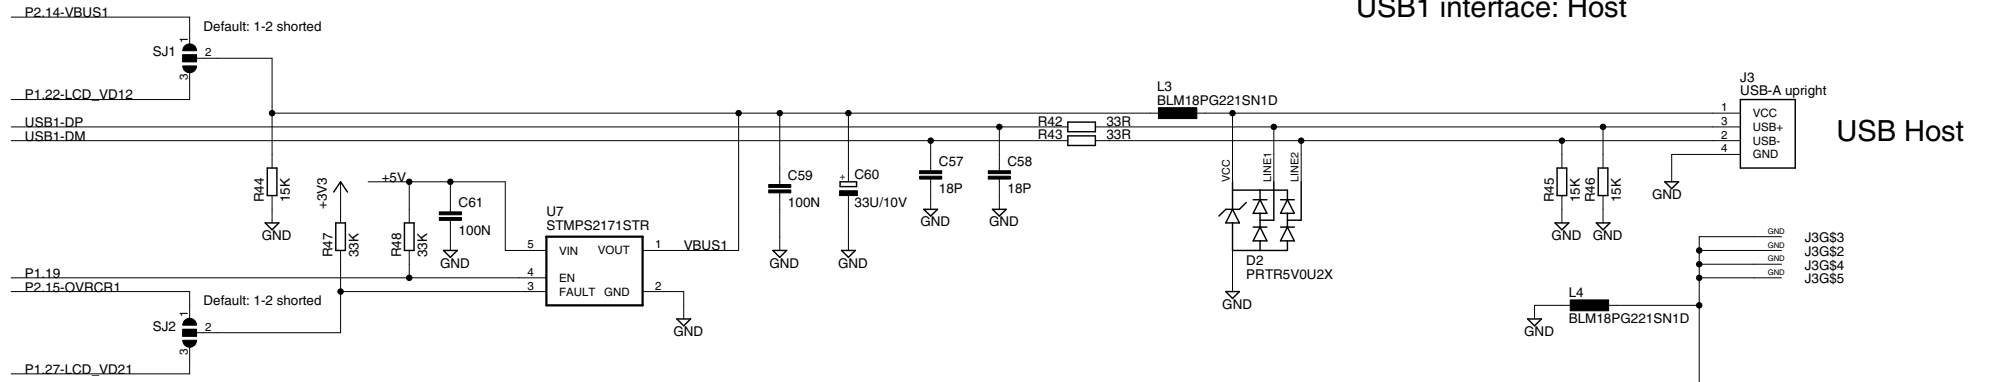 USB1 interface: Host
P2.14-VBUS1
Default: 1-2 shorted
1
SJ1
2
3
P1.22-LCD_VD12
USB1-DP
USB1-DM
L3
BLM18PG221SN1D
R42
33R
R43
33R
J3
USB-A upright
1
VCC
3
USB+
2
USB-
4
GND
USB Host
R44
15K
GND
+3V3
R47
33K
+5V
R48
33K
C61
100N
GND
U7
STMPS2171STR
5
VIN
VOUT
1
VBUS1
4
EN
3
FAULT
GND
2
GND
C59
100N
GND
+
C60
33U/10V
GND
C57
18P
GND
C58
18P
GND
VCC
LINE1
LINE2
D2
PRTR5V0U2X
GND
R45
15K
GND
R46
15K
GND
GND
GND
J3G$3
GND
J3G$2
GND
J3G$4
GND
J3G$5
L4
BLM18PG221SN1D
GND
P1.19
P2.15-OVRCR1
Default: 1-2 shorted
1
SJ2
2
3
P1.27-LCD_VD21